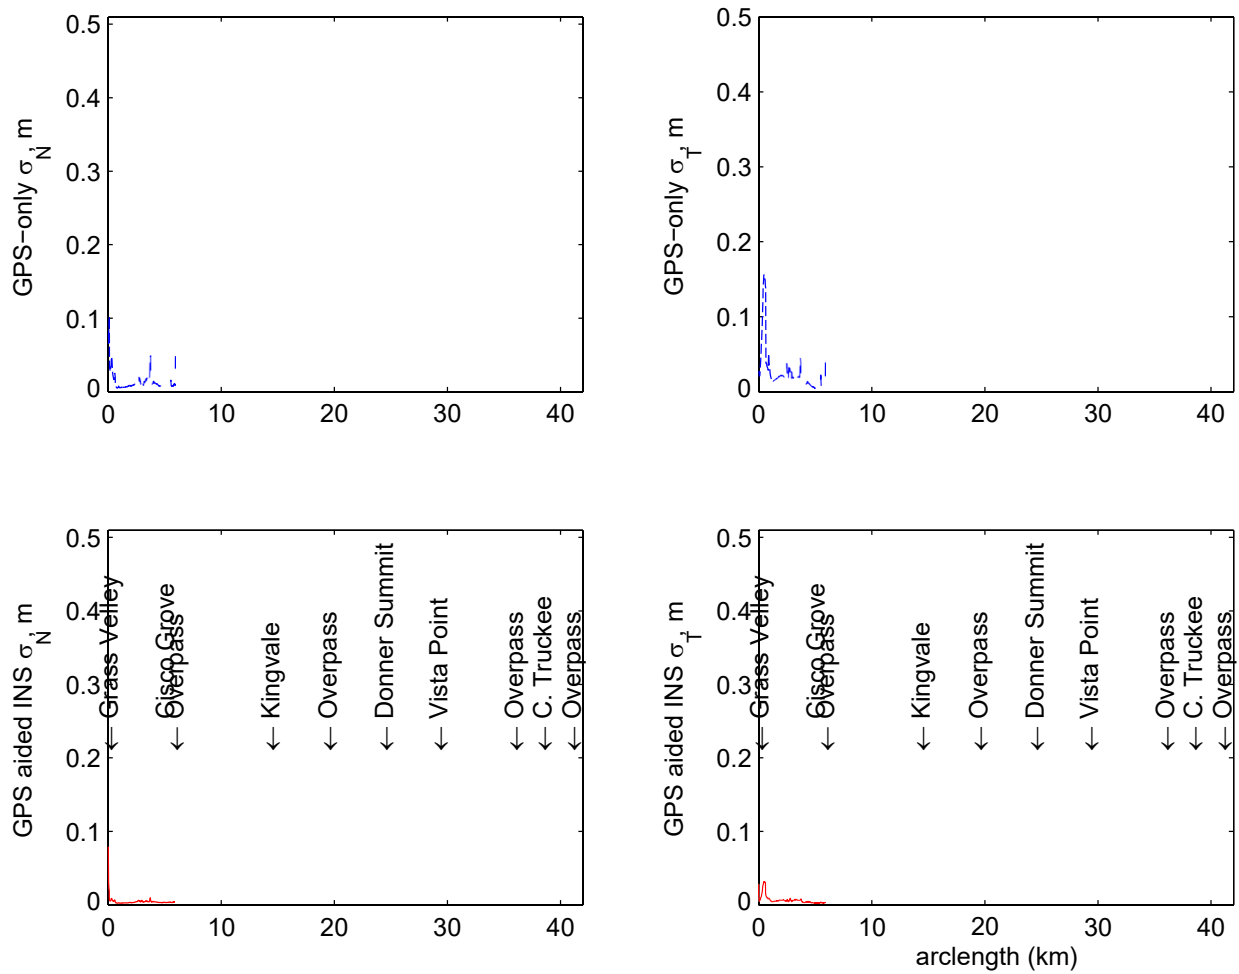 0.5
0.4
0.3
0.2
0.1
0
GPS−only σN, m
0 10 20 30 40
0.5
0.4
0.3
0.2
0.1
0
GPS−only σT, m
0 10 20 30 40
0.5
0.4
0.3
0.2
0.1
0
GPS aided INS σN, m
← Grass Velley
Cisco Grove
← Overpass
← Kingvale
← Overpass
← Donner Summit
← Vista Point
← Overpass
← C. Truckee
← Overpass
0 10 20 30 40
0.5
0.4
0.3
0.2
0.1
0
GPS aided INS σT, m
← Grass Velley
Cisco Grove
← Overpass
← Kingvale
← Overpass
← Donner Summit
← Vista Point
← Overpass
← C. Truckee
← Overpass
0 10 20 30 40
arclength (km)